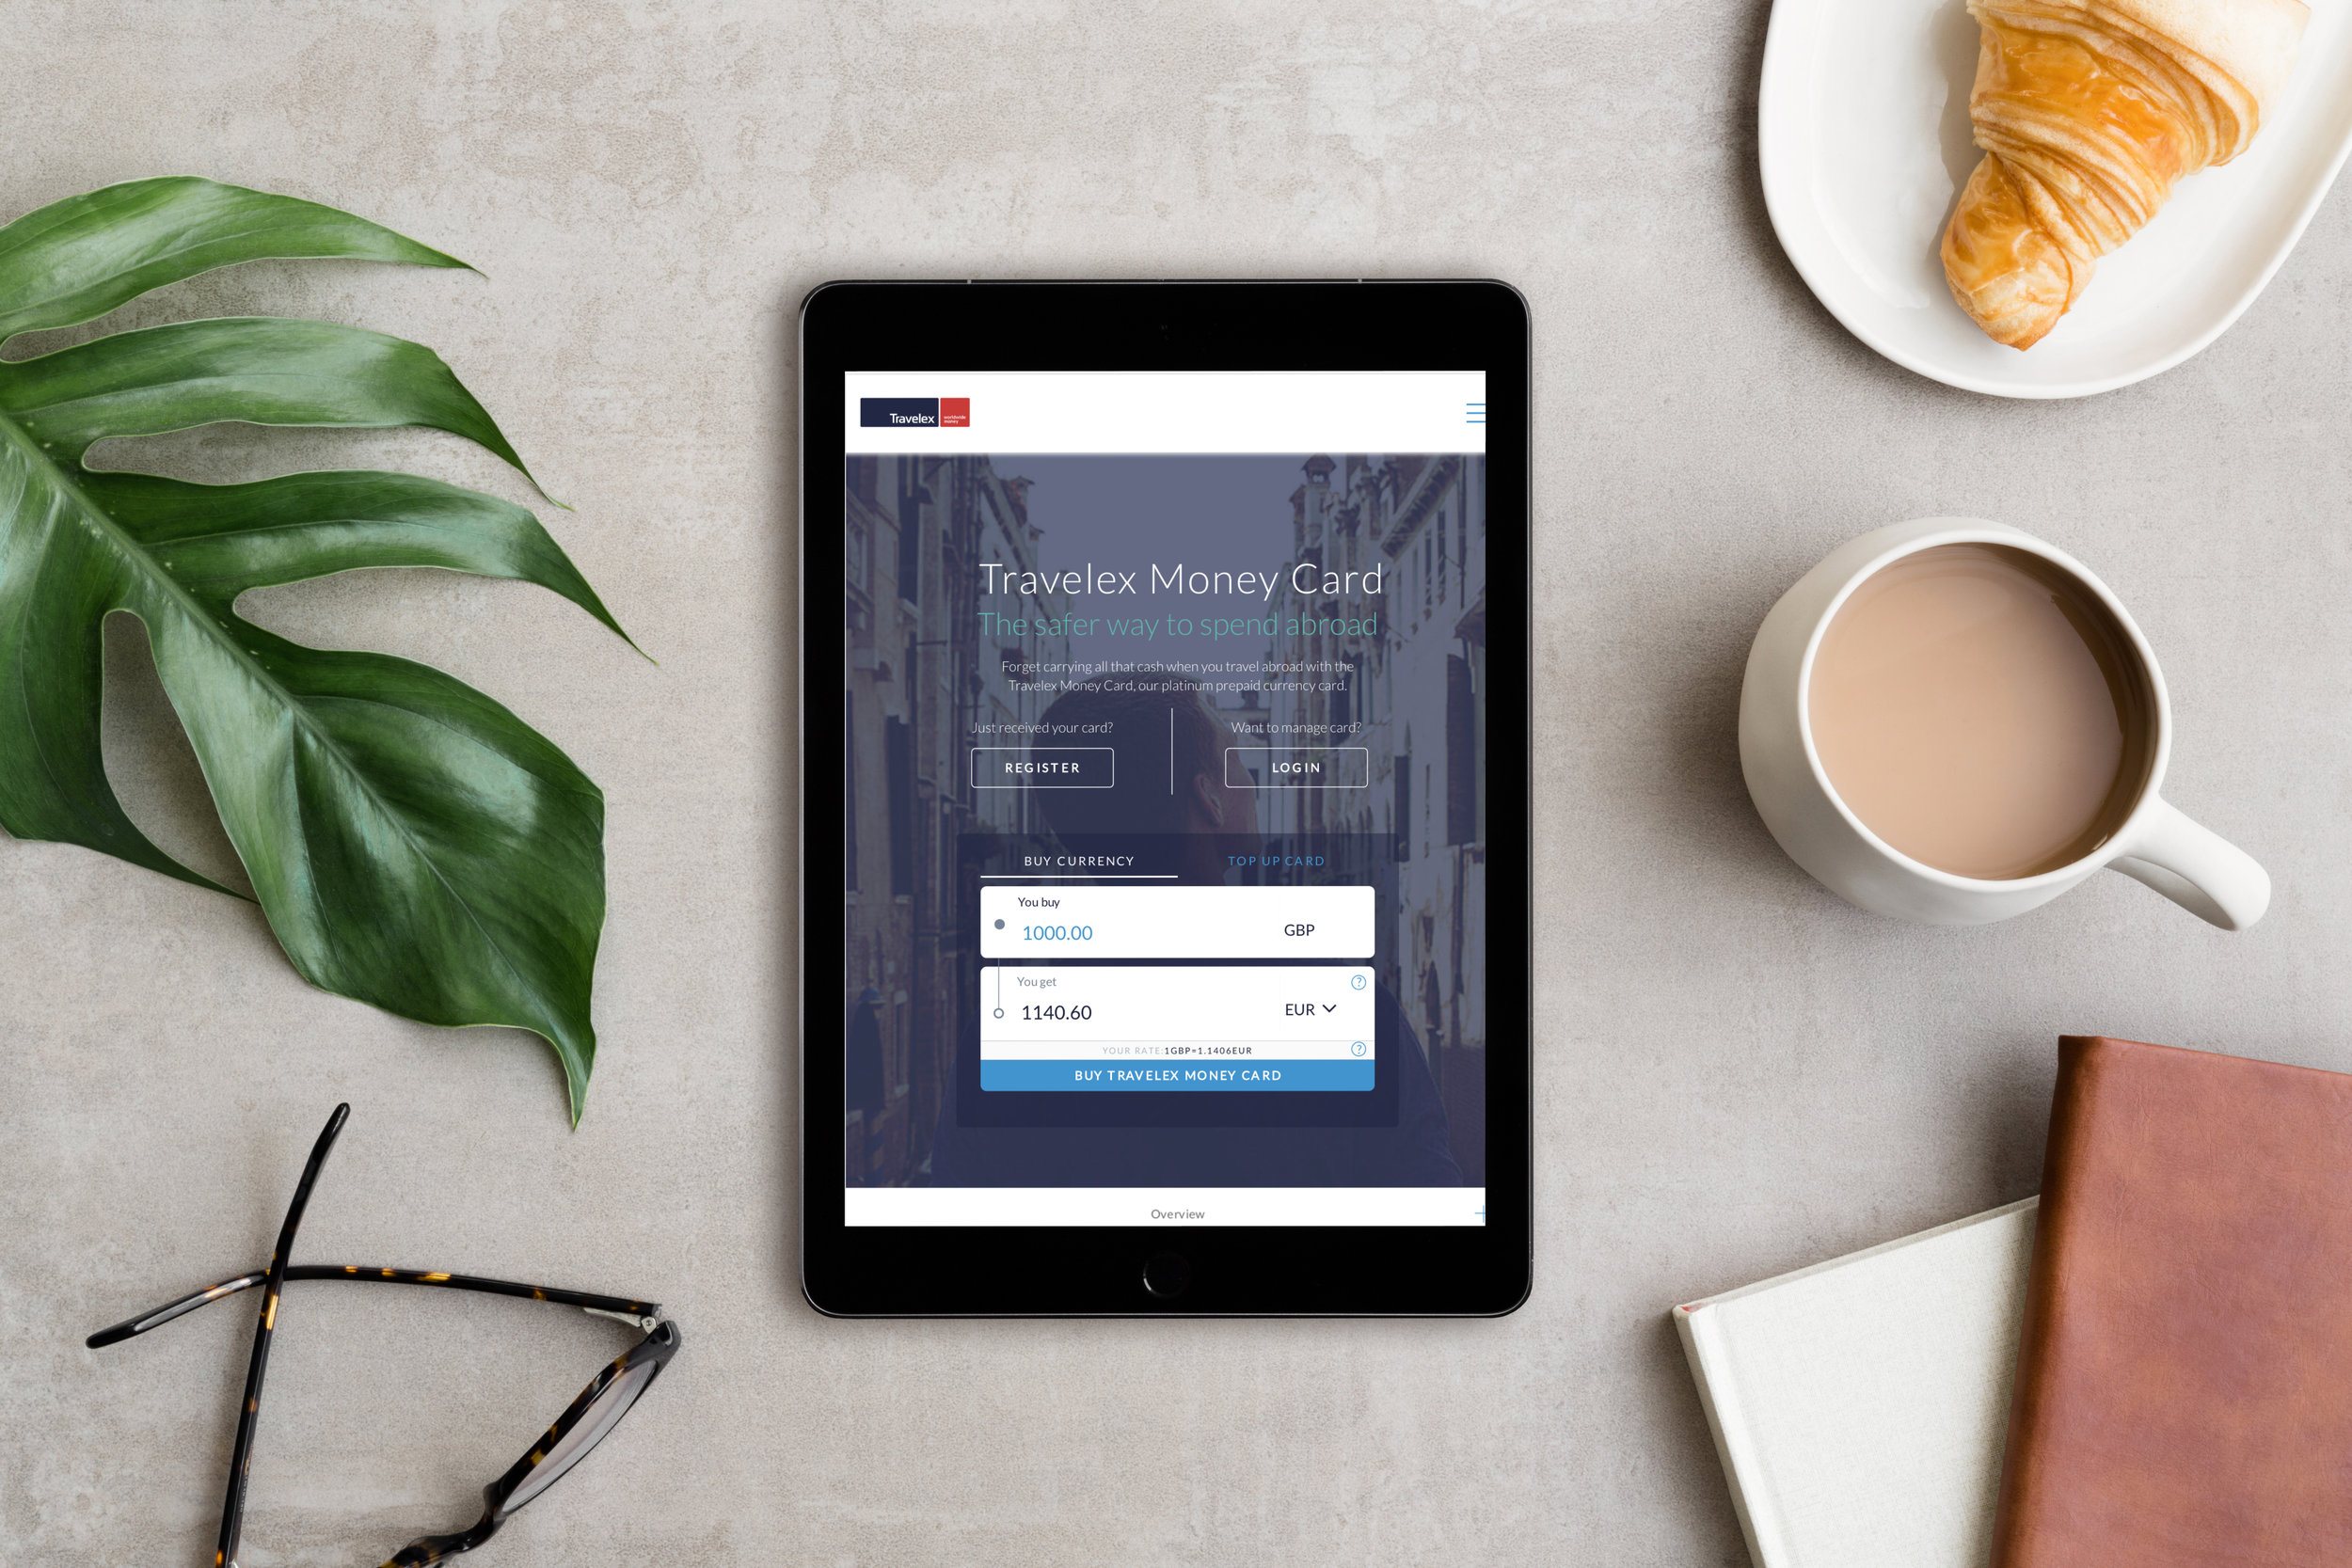 Travelex
worldwide
money
Travelex Money Card
The safer way to spend abroad
Forget carrying all that cash when you travel abroad with the
Travelex Money Card, our platinum prepaid currency card.
Just received your card?
REGISTER
Want to manage card?
LOGIN
BUY CURRENCY
TOP UP CARD
You buy
1000.00 GBP
You get ?
1140.60 EUR
YOUR RATE:1GBP=1.1406EUR ?
BUY TRAVELEX MONEY CARD
Overview +